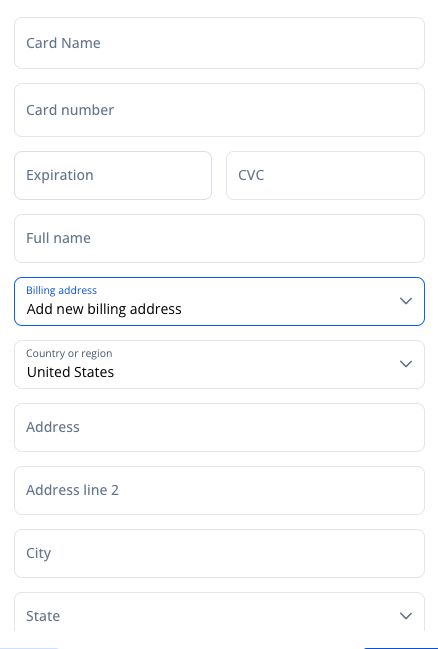 Card Name
Card number
Expiration
CVC
Full name
Billing address
Add new billing address
Country or region
United States
Address
Address line 2
City
State